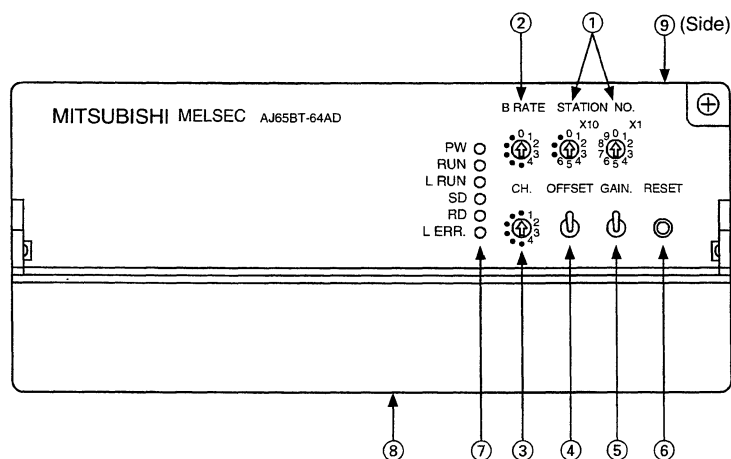 ② ① ⑨ (Side)
B RATE STATION NO.
MITSUBISHI MELSEC AJ65BT-64AD
X10 X1
0 1 2 3 4
0 1 2 3 4 5 6
0 1 2 3 4 5 6 7 8 9
PW
RUN
L RUN
SD
RD
L ERR.
CH. OFFSET GAIN. RESET
1 2 3 4
⑧ ⑦ ③ ④ ⑤ ⑥